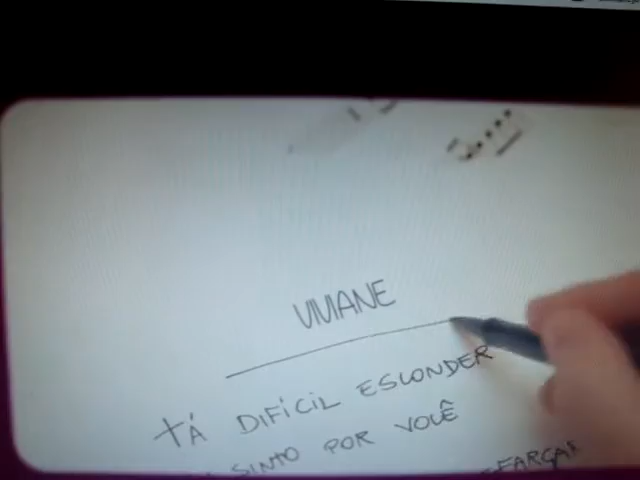 VIVIANE
TÁ DIFÍCIL ESCONDER
SINTO POR VOCÊ